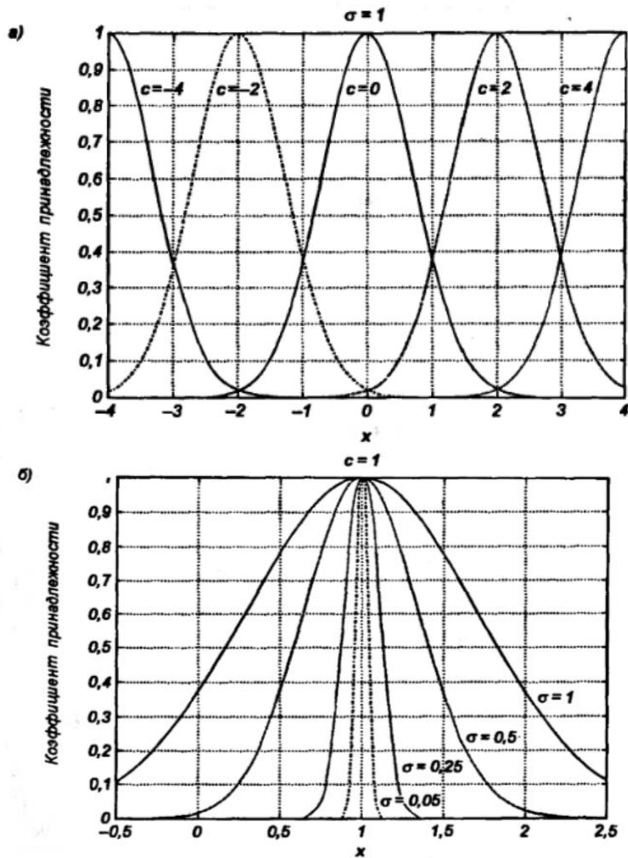 а)
σ = 1
Коэффициент принадлежности
1
0,9
0,8
0,7
0,6
0,5
0,4
0,3
0,2
0,1
0
c = –4
c = –2
c = 0
c = 2
c = 4
–4 –3 –2 –1 0 1 2 3 4
x
б)
c = 1
Коэффициент принадлежности
0,9
0,8
0,7
0,6
0,5
0,4
0,3
0,2
0,1
0
σ = 1
σ = 0,5
σ = 0,25
σ = 0,05
–0,5 0 0,5 1 1,5 2 2,5
x